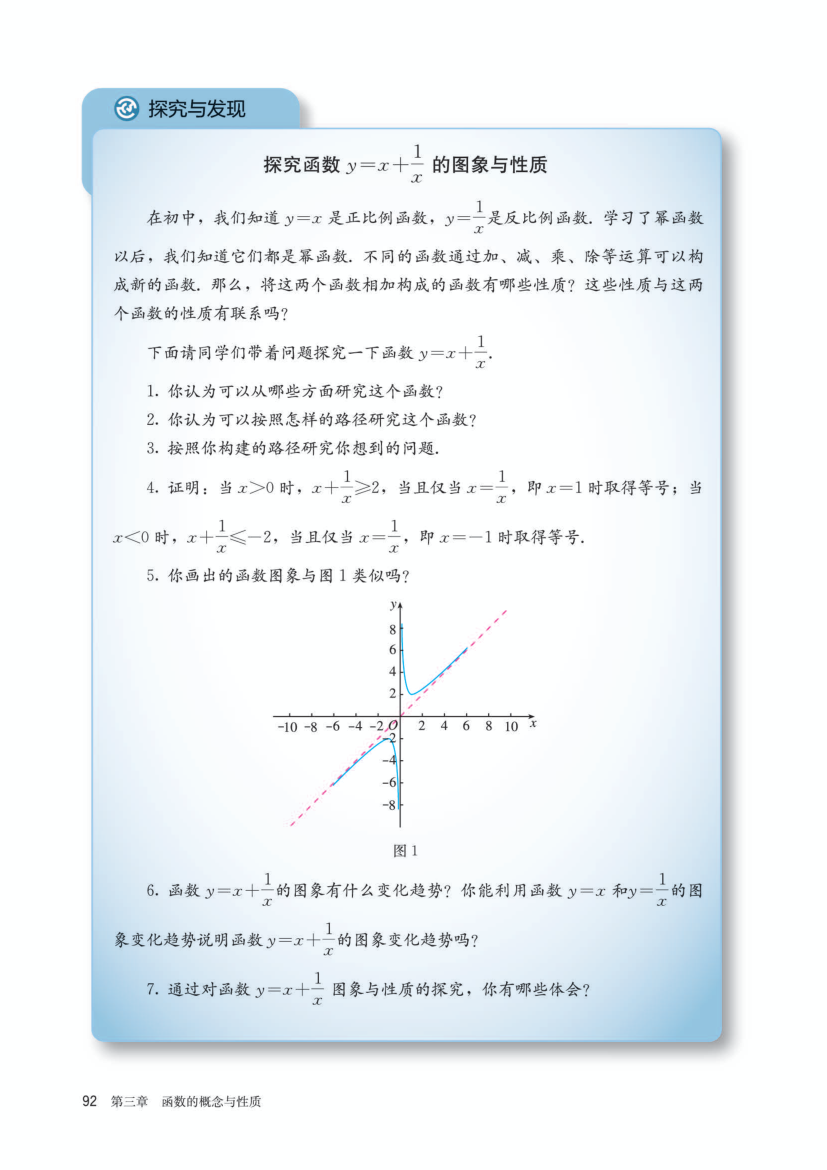 探究与发现
探究函数 y=x+1/x 的图象与性质
在初中，我们知道 y=x 是正比例函数，y=1/x是反比例函数. 学习了幂函数
以后，我们知道它们都是幂函数. 不同的函数通过加、减、乘、除等运算可以构
成新的函数. 那么，将这两个函数相加构成的函数有哪些性质？这些性质与这两
个函数的性质有联系吗？
下面请同学们带着问题探究一下函数 y=x+1/x.
1. 你认为可以从哪些方面研究这个函数？
2. 你认为可以按照怎样的路径研究这个函数？
3. 按照你构建的路径研究你想到的问题.
4. 证明：当 x>0 时，x+1/x≥2，当且仅当 x=1/x，即 x=1 时取得等号；当
x<0 时，x+1/x≤-2，当且仅当 x=1/x，即 x=-1 时取得等号.
5. 你画出的函数图象与图 1 类似吗？
y
8
6
4
2
-10 -8 -6 -4 -2 O 2 4 6 8 10 x
-2
-4
-6
-8
图 1
6. 函数 y=x+1/x的图象有什么变化趋势？你能利用函数 y=x 和y=1/x的图
象变化趋势说明函数 y=x+1/x的图象变化趋势吗？
7. 通过对函数 y=x+1/x 图象与性质的探究，你有哪些体会？
92 第三章 函数的概念与性质